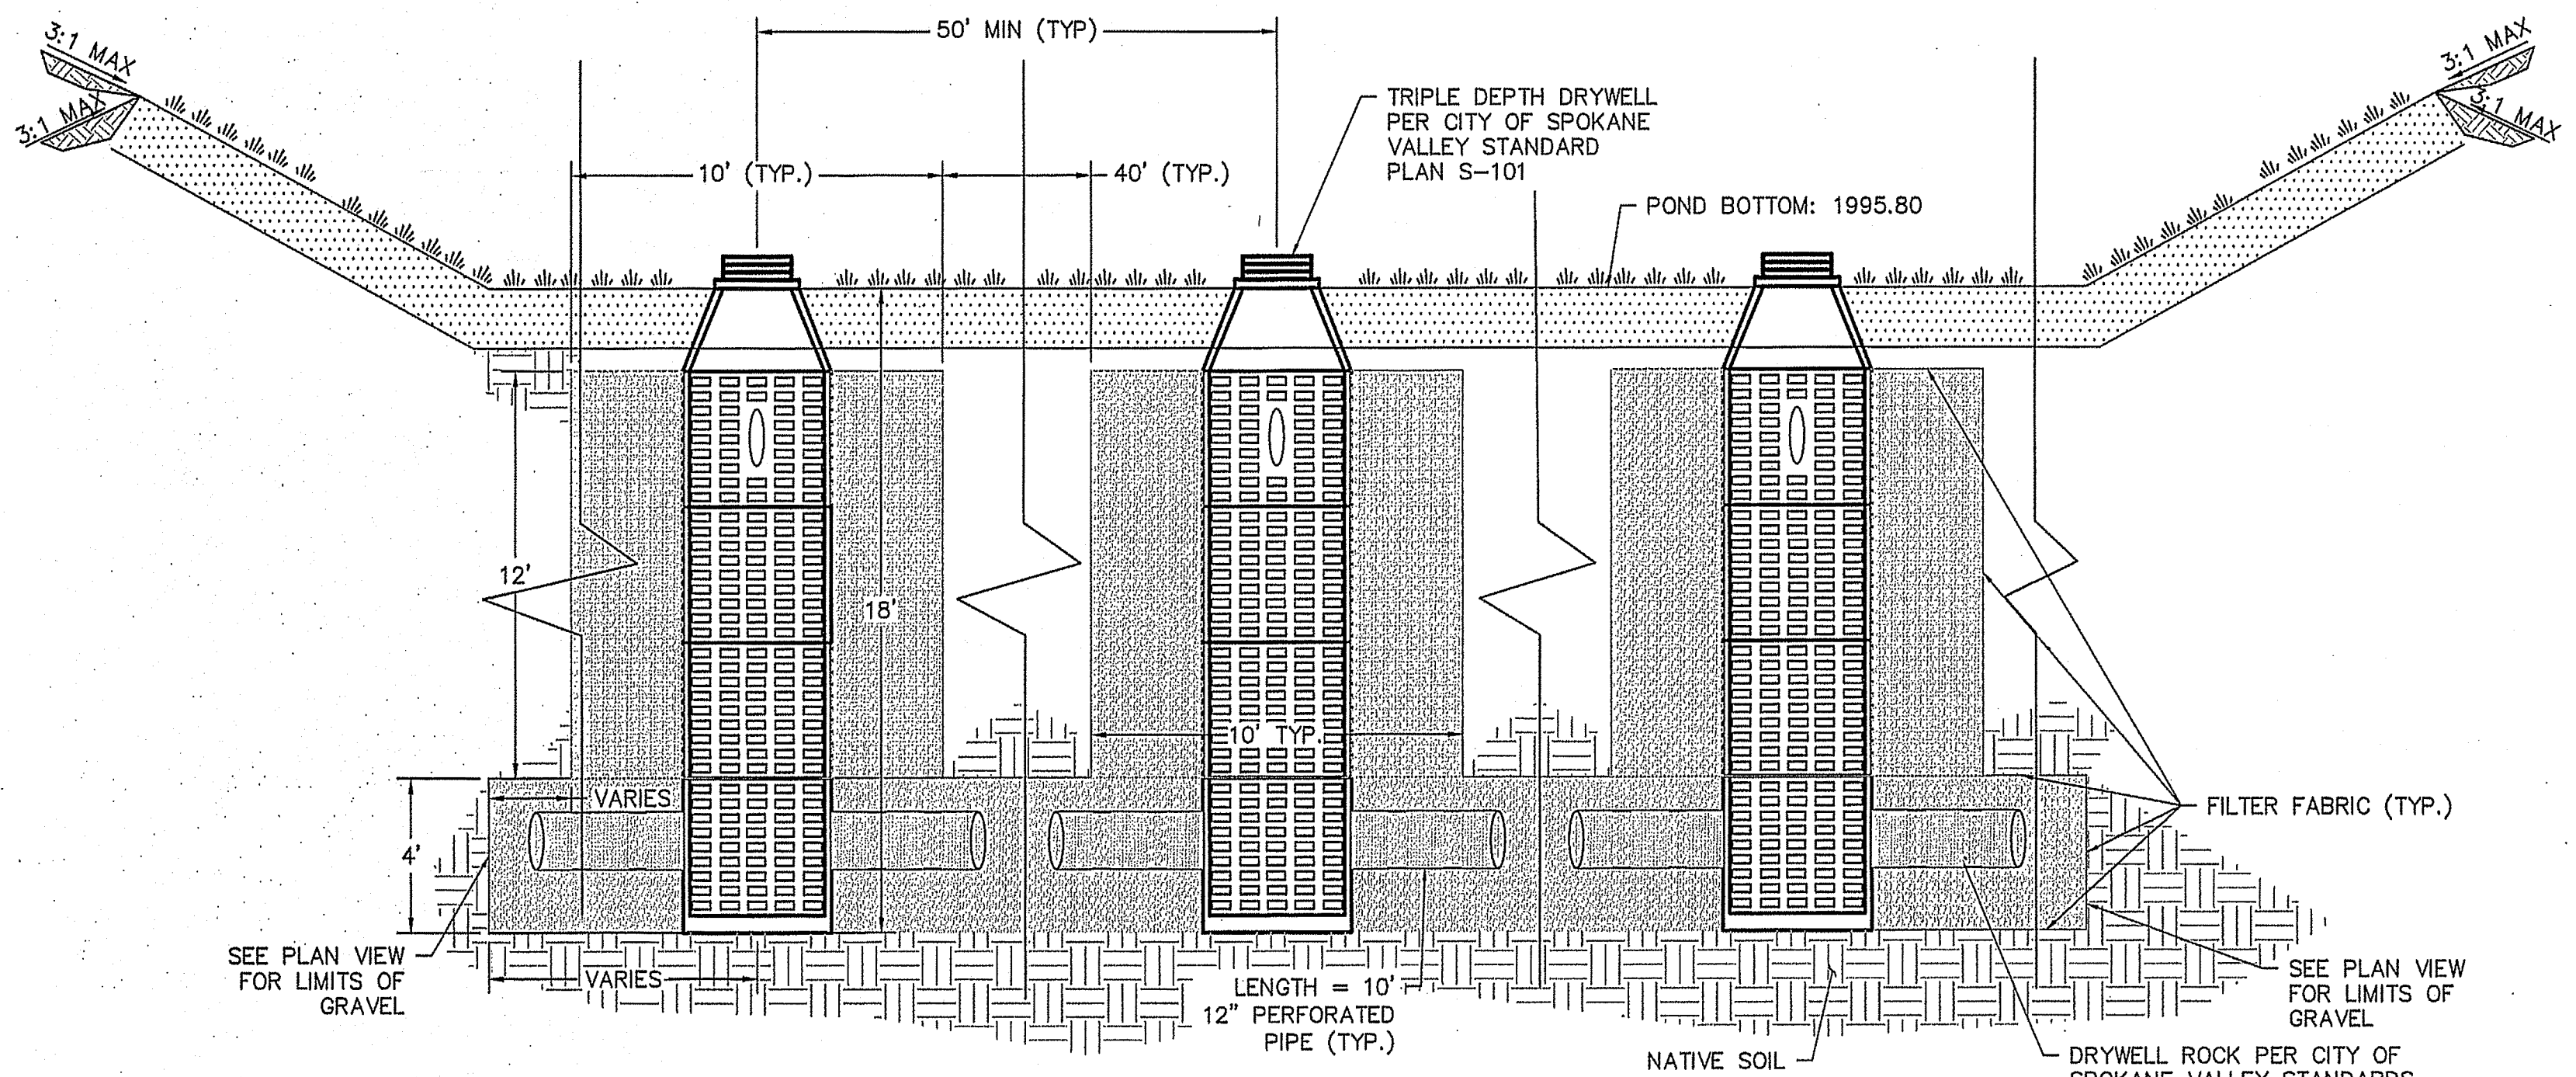 50' MIN (TYP)
3:1 MAX
3:1 MAX
3:1 MAX
3:1 MAX
TRIPLE DEPTH DRYWELL
PER CITY OF SPOKANE
VALLEY STANDARD
PLAN S-101
10' (TYP.)
40' (TYP.)
POND BOTTOM: 1995.80
12'
18'
10' TYP.
VARIES
4'
FILTER FABRIC (TYP.)
SEE PLAN VIEW
FOR LIMITS OF
GRAVEL
VARIES
LENGTH = 10'
12" PERFORATED
PIPE (TYP.)
SEE PLAN VIEW
FOR LIMITS OF
GRAVEL
NATIVE SOIL
DRYWELL ROCK PER CITY OF
SPOKANE VALLEY STANDARDS